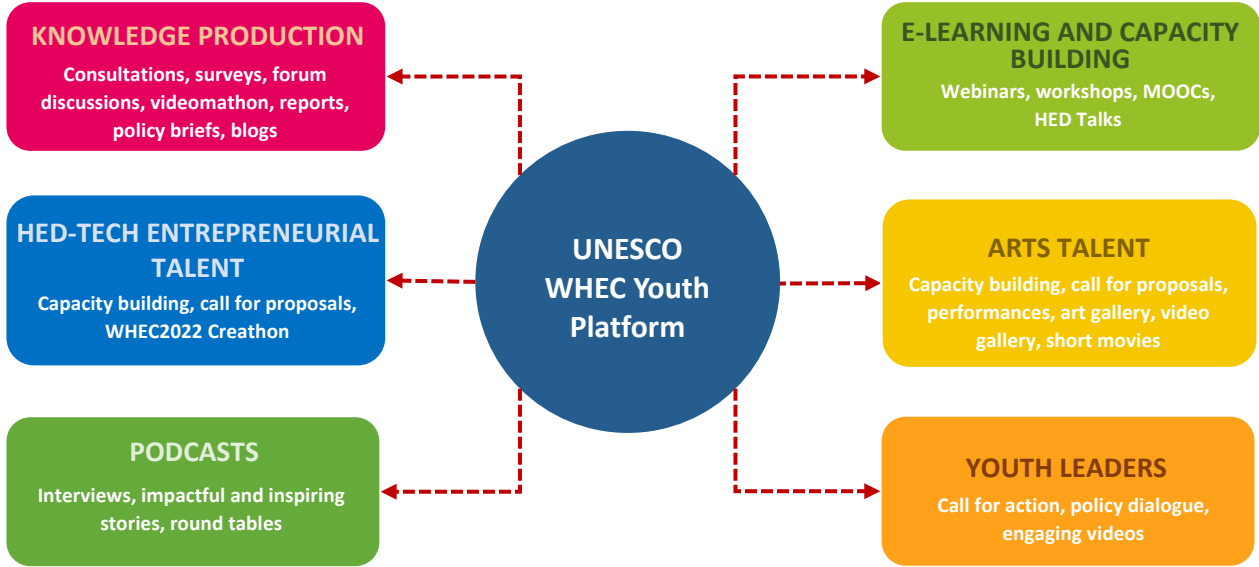 KNOWLEDGE PRODUCTION
Consultations, surveys, forum
discussions, videomathon, reports,
policy briefs, blogs
E-LEARNING AND CAPACITY
BUILDING
Webinars, workshops, MOOCs,
HED Talks
HED-TECH ENTREPRENEURIAL
TALENT
Capacity building, call for proposals,
WHEC2022 Creathon
UNESCO
WHEC Youth
Platform
ARTS TALENT
Capacity building, call for proposals,
performances, art gallery, video
gallery, short movies
PODCASTS
Interviews, impactful and inspiring
stories, round tables
YOUTH LEADERS
Call for action, policy dialogue,
engaging videos